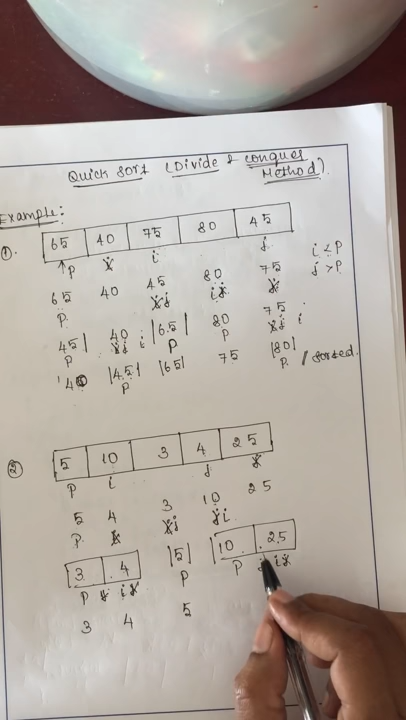 Quick Sort (Divide & conquer Method).
Example:
1. 65 40 75 80 45
↑P i i j
i ≤ P
j > P
65 40 45 80 75
P i j i j j
45| 40 |65| 80 75
P i j i P P i j i
40 |45| |65| 75 |80| // Sorted.
P P
2 5 10 3 4 25
P i j j
5 4 3 10 25
P i i j j i
3 4 |5| 10 25
P j i j P P j i j
3 4 5